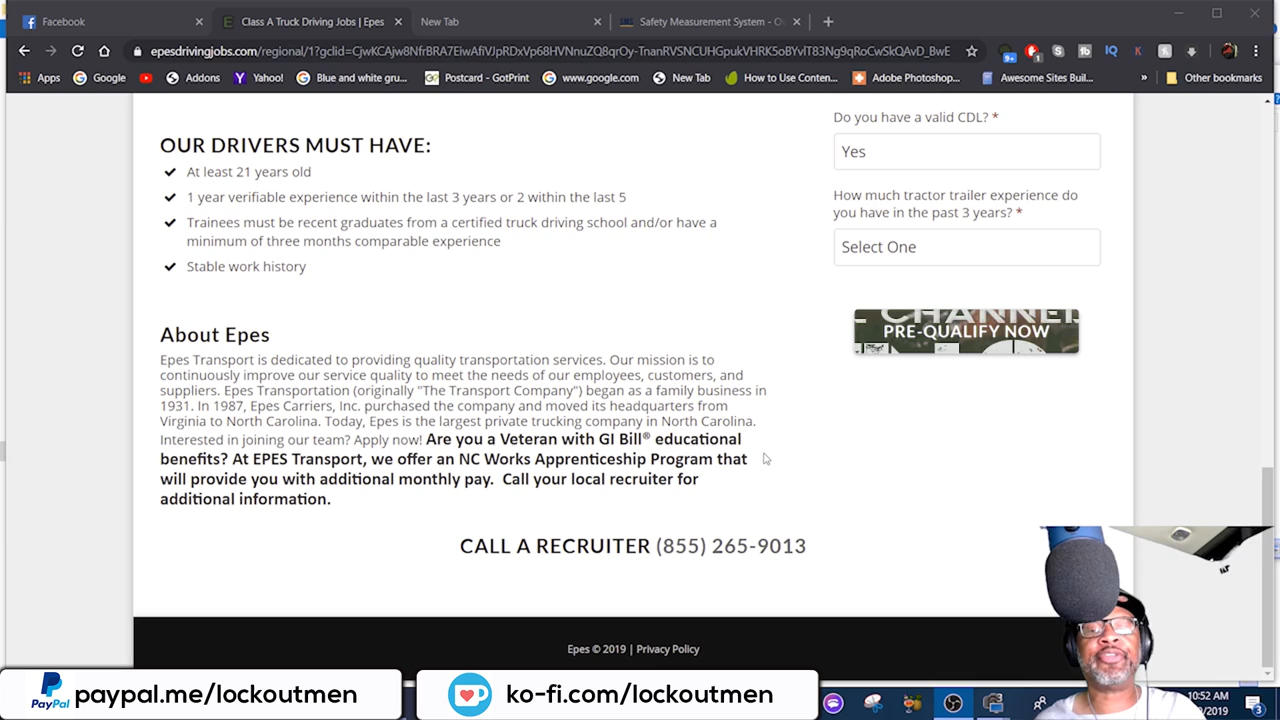 Facebook
Class A Truck Driving Jobs | Epes
New Tab
Safety Measurement System - O
epesdrivingjobs.com/regional/1?gclid=CjwKCAjw8NfrBRA7EiwAfiVJpRDxVp68HVNnuZQ8qrOy-TnanRVSNCUHGpukVHRK5oBYvlT83Ng9qRoCwSkQAvD_BwE
Apps
Google
Addons
Yahoo!
Blue and white gru...
Postcard - GotPrint
www.google.com
New Tab
How to Use Conten...
Adobe Photoshop...
Awesome Sites Buil...
»
Other bookmarks
OUR DRIVERS MUST HAVE:
At least 21 years old
1 year verifiable experience within the last 3 years or 2 within the last 5
Trainees must be recent graduates from a certified truck driving school and/or have a
minimum of three months comparable experience
Stable work history
About Epes
Epes Transport is dedicated to providing quality transportation services. Our mission is to
continuously improve our service quality to meet the needs of our employees, customers, and
suppliers. Epes Transportation (originally "The Transport Company") began as a family business in
1931. In 1987, Epes Carriers, Inc. purchased the company and moved its headquarters from
Virginia to North Carolina. Today, Epes is the largest private trucking company in North Carolina.
Interested in joining our team? Apply now! Are you a Veteran with GI Bill® educational
benefits? At EPES Transport, we offer an NC Works Apprenticeship Program that
will provide you with additional monthly pay. Call your local recruiter for
additional information.
Do you have a valid CDL? *
Yes
How much tractor trailer experience do
you have in the past 3 years? *
Select One
CHANNEL
PRE-QUALIFY NOW
CALL A RECRUITER (855) 265-9013
Epes © 2019 | Privacy Policy
PayPal
paypal.me/lockoutmen
ko-fi.com/lockoutmen
10:52 AM
/2019
3